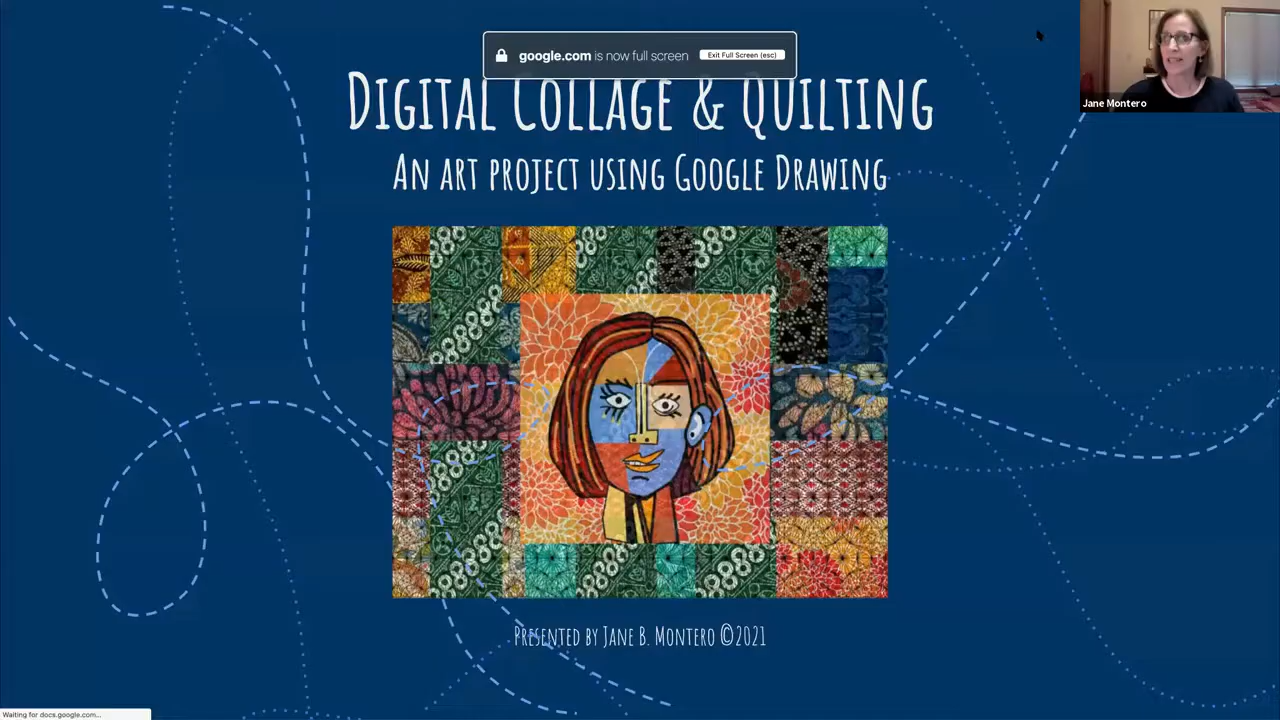 google.com is now full screen Exit Full Screen (esc)
Jane Montero
Digital Collage & Quilting
An art project using Google Drawing
Presented by Jane B. Montero ©2021
Waiting for docs.google.com...